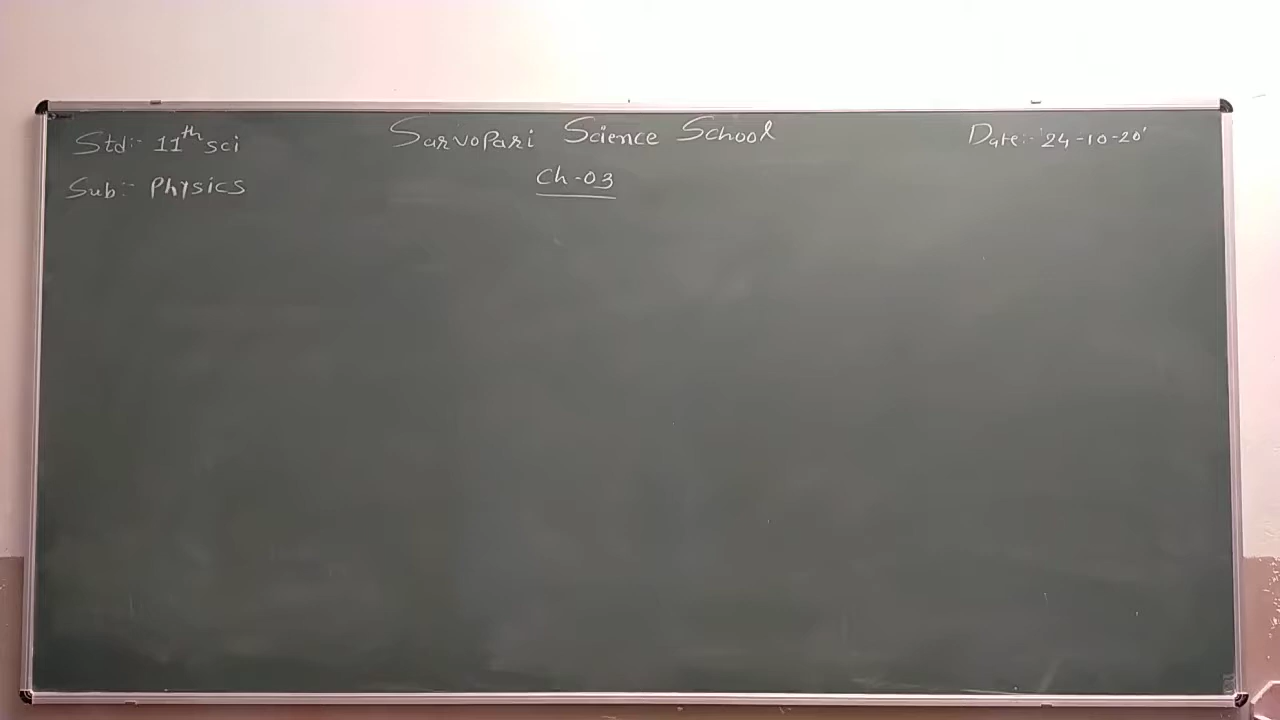 Std:- 11th sci Sarvopari Science School Date:- '24-10-20'
Sub:- Physics Ch-03